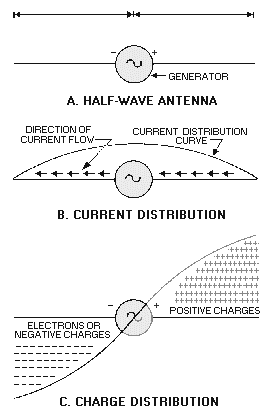 − +
GENERATOR
A. HALF-WAVE ANTENNA
DIRECTION OF
CURRENT FLOW
CURRENT DISTRIBUTION
CURVE
B. CURRENT DISTRIBUTION
− +
POSITIVE CHARGES
ELECTRONS OR
NEGATIVE CHARGES
C. CHARGE DISTRIBUTION